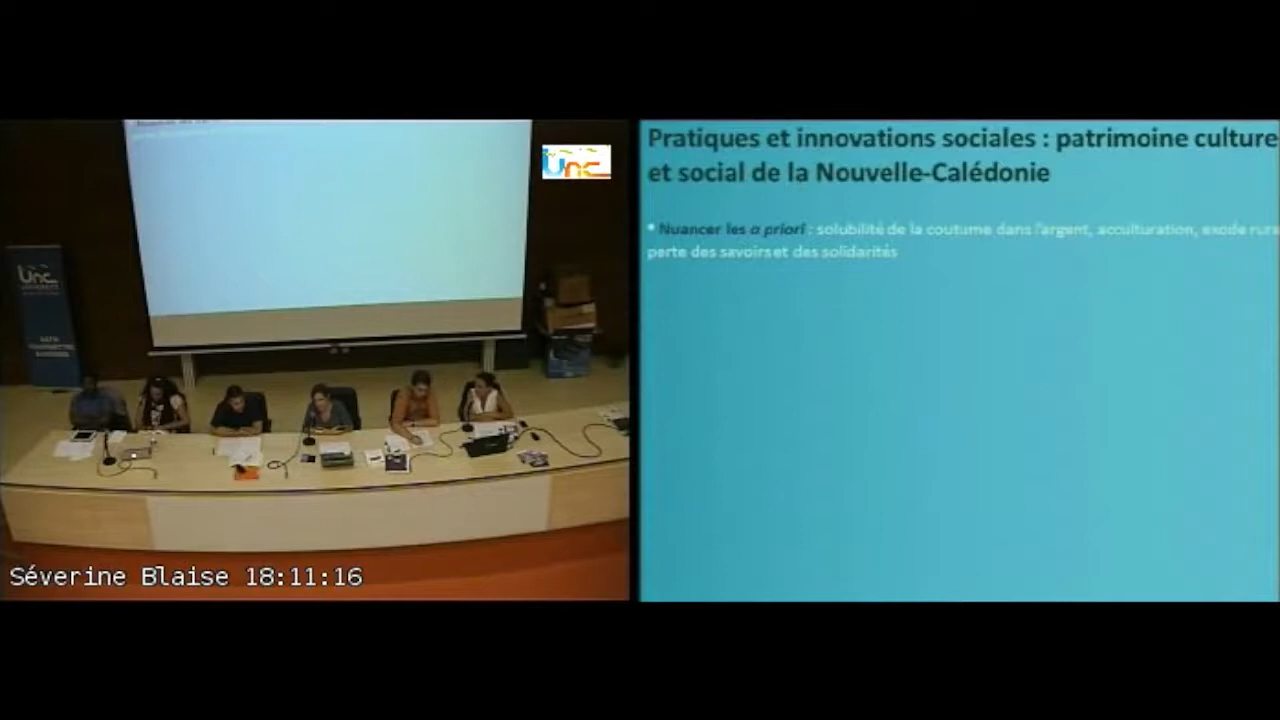 Unc
Unc
Séverine Blaise 18:11:16
Pratiques et innovations sociales : patrimoine culture
et social de la Nouvelle-Calédonie
• Nuancer les a priori : solubilité de la coutume dans l'argent, acculturation, exode rura
perte des savoirs et des solidarités